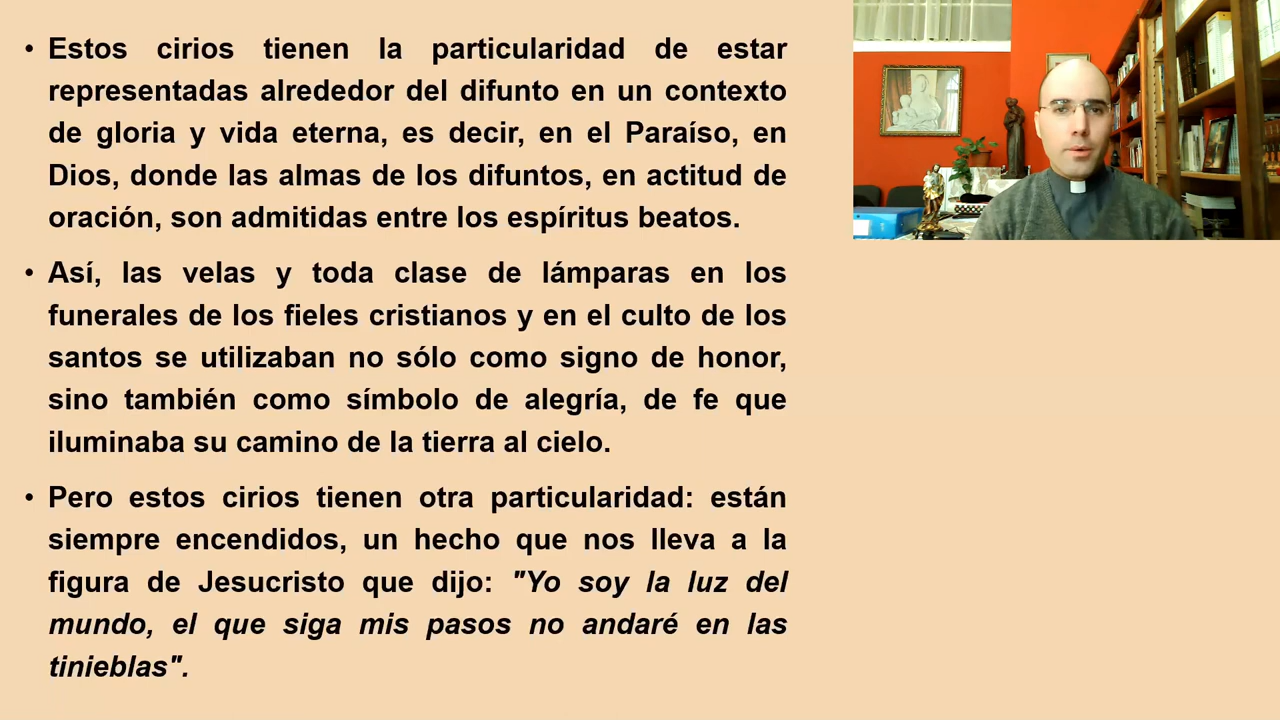 • Estos cirios tienen la particularidad de estar
representadas alrededor del difunto en un contexto
de gloria y vida eterna, es decir, en el Paraíso, en
Dios, donde las almas de los difuntos, en actitud de
oración, son admitidas entre los espíritus beatos.
• Así, las velas y toda clase de lámparas en los
funerales de los fieles cristianos y en el culto de los
santos se utilizaban no sólo como signo de honor,
sino también como símbolo de alegría, de fe que
iluminaba su camino de la tierra al cielo.
• Pero estos cirios tienen otra particularidad: están
siempre encendidos, un hecho que nos lleva a la
figura de Jesucristo que dijo: "Yo soy la luz del
mundo, el que siga mis pasos no andaré en las
tinieblas".